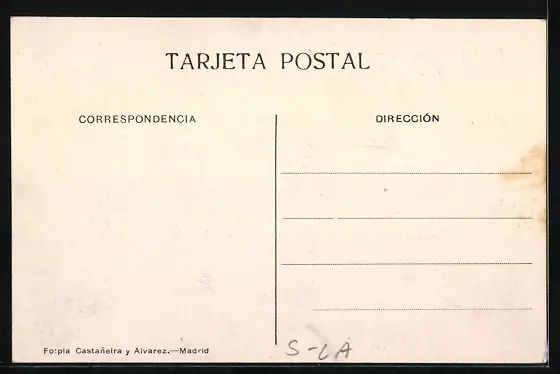 TARJETA POSTAL
CORRESPONDENCIA
DIRECCIÓN
Fotpia Castañeira y Alvarez.—Madrid
S-LA